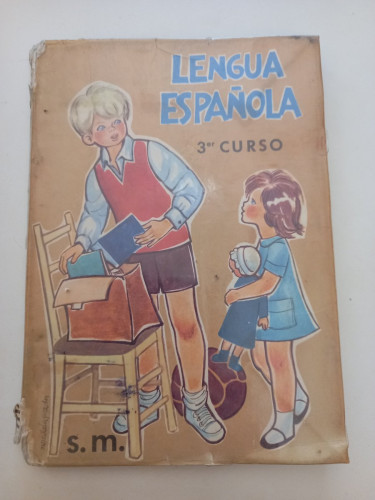 LENGUA
ESPAÑOLA
3er CURSO
s.m.